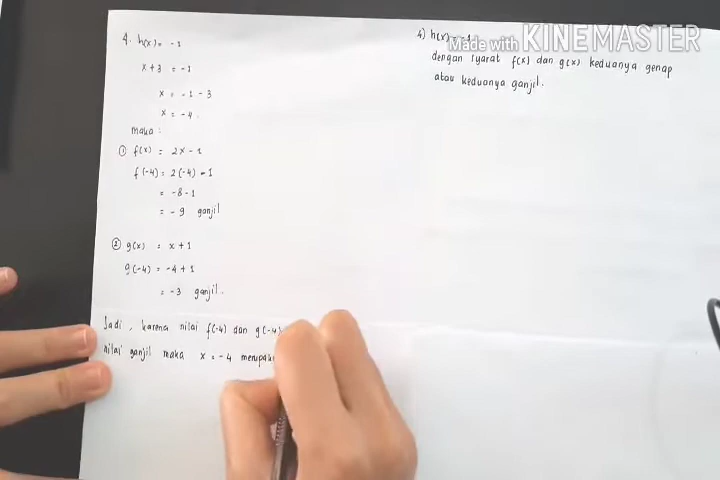 4. h(x) = -1
x + 3 = -1
x = -1 - 3
x = -4.
maka :
① f(x) = 2x - 1
f(-4) = 2(-4) - 1
= -8 - 1
= -9 ganjil
② g(x) = x + 1
g(-4) = -4 + 1
= -3 ganjil.
Jadi, karena nilai f(-4) dan g(-4)
nilai ganjil maka x = -4
4) h(x) = -1
dengan syarat f(x) dan g(x) keduanya genap
atau keduanya ganjil.
Made with KINEMASTER